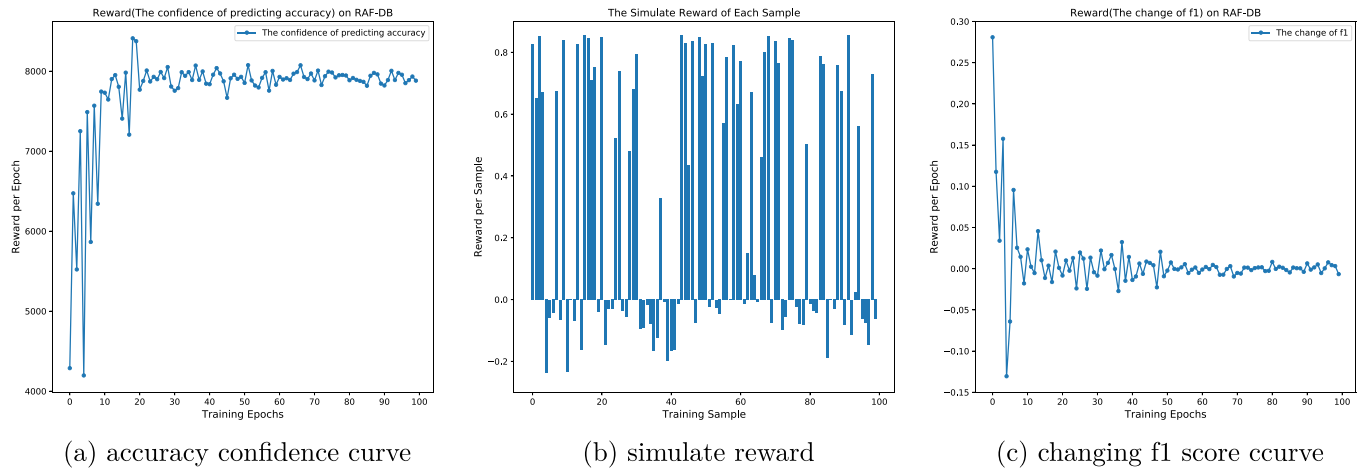 Reward(The confidence of predicting accuracy) on RAF-DB
The confidence of predicting accuracy
8000
7000
6000
5000
4000
Reward per Epoch
0 10 20 30 40 50 60 70 80 90 100
Training Epochs
(a) accuracy confidence curve
The Simulate Reward of Each Sample
0.8
0.6
0.4
0.2
0.0
−0.2
Reward per Sample
0 20 40 60 80 100
Training Sample
(b) simulate reward
Reward(The change of f1) on RAF-DB
The change of f1
0.30
0.25
0.20
0.15
0.10
0.05
0.00
−0.05
−0.10
−0.15
Reward per Epoch
0 10 20 30 40 50 60 70 80 90 100
Training Epochs
(c) changing f1 score ccurve